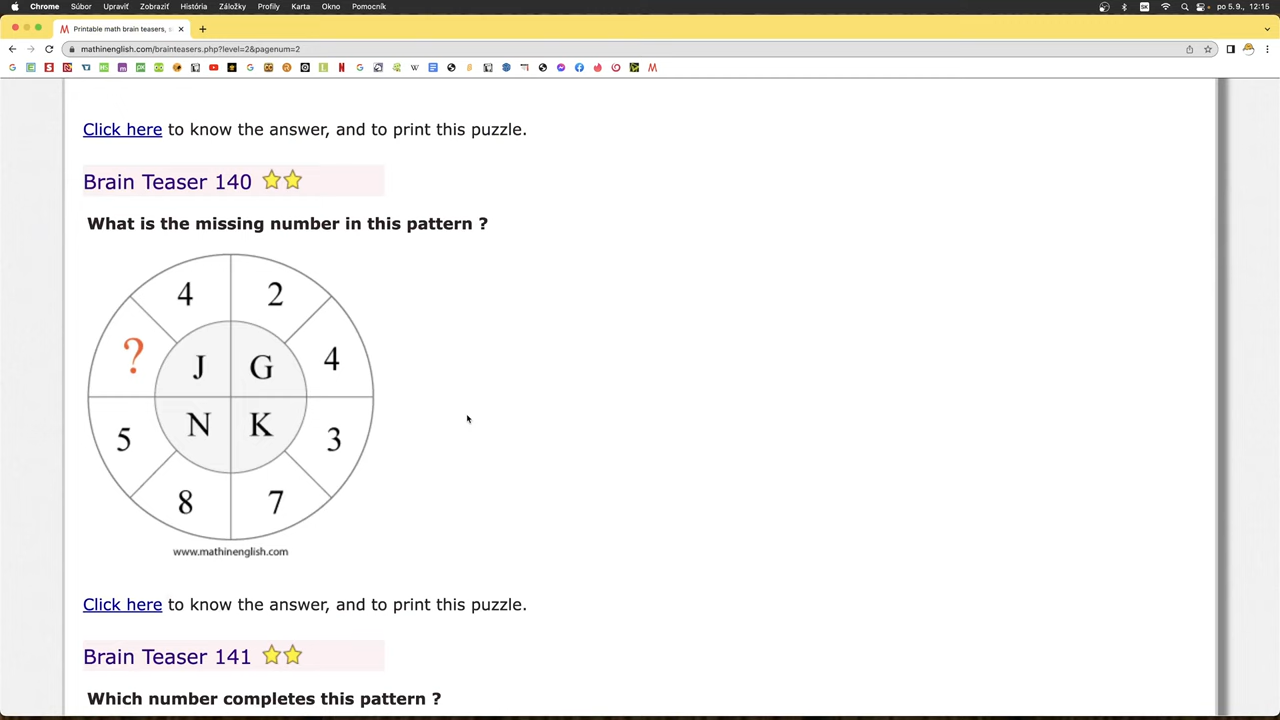 Chrome Súbor Upraviť Zobraziť História Záložky Profily Karta Okno Pomocník SK po 5.9., 12:15
Printable math brain teasers,
mathinenglish.com/brainteasers.php?level=2&pagenum=2
Click here to know the answer, and to print this puzzle.
Brain Teaser 140
What is the missing number in this pattern ?
4 2
? J G 4
5 N K 3
8 7
www.mathinenglish.com
Click here to know the answer, and to print this puzzle.
Brain Teaser 141
Which number completes this pattern ?